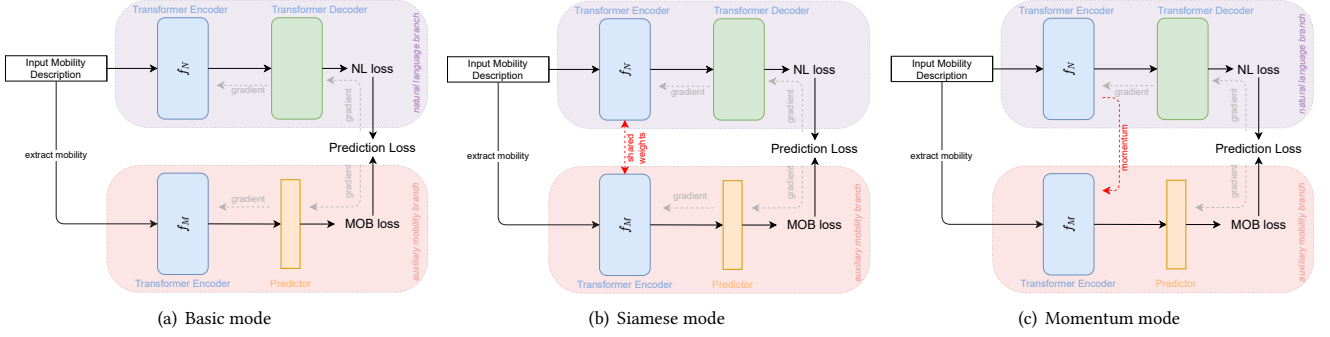 Transformer Encoder
Transformer Decoder
Input Mobility
Description
f_N
NL loss
gradient
gradient
natural language branch
extract mobility
Prediction Loss
gradient
gradient
f_M
MOB loss
auxiliary mobility branch
Transformer Encoder
Predictor
(a) Basic mode
Transformer Encoder
Transformer Decoder
Input Mobility
Description
f_N
NL loss
gradient
gradient
natural language branch
shared
weights
extract mobility
Prediction Loss
gradient
gradient
f_M
MOB loss
auxiliary mobility branch
Transformer Encoder
Predictor
(b) Siamese mode
Transformer Encoder
Transformer Decoder
Input Mobility
Description
f_N
NL loss
gradient
gradient
natural language branch
momentum
extract mobility
Prediction Loss
gradient
f_M
MOB loss
auxiliary mobility branch
Transformer Encoder
Predictor
(c) Momentum mode